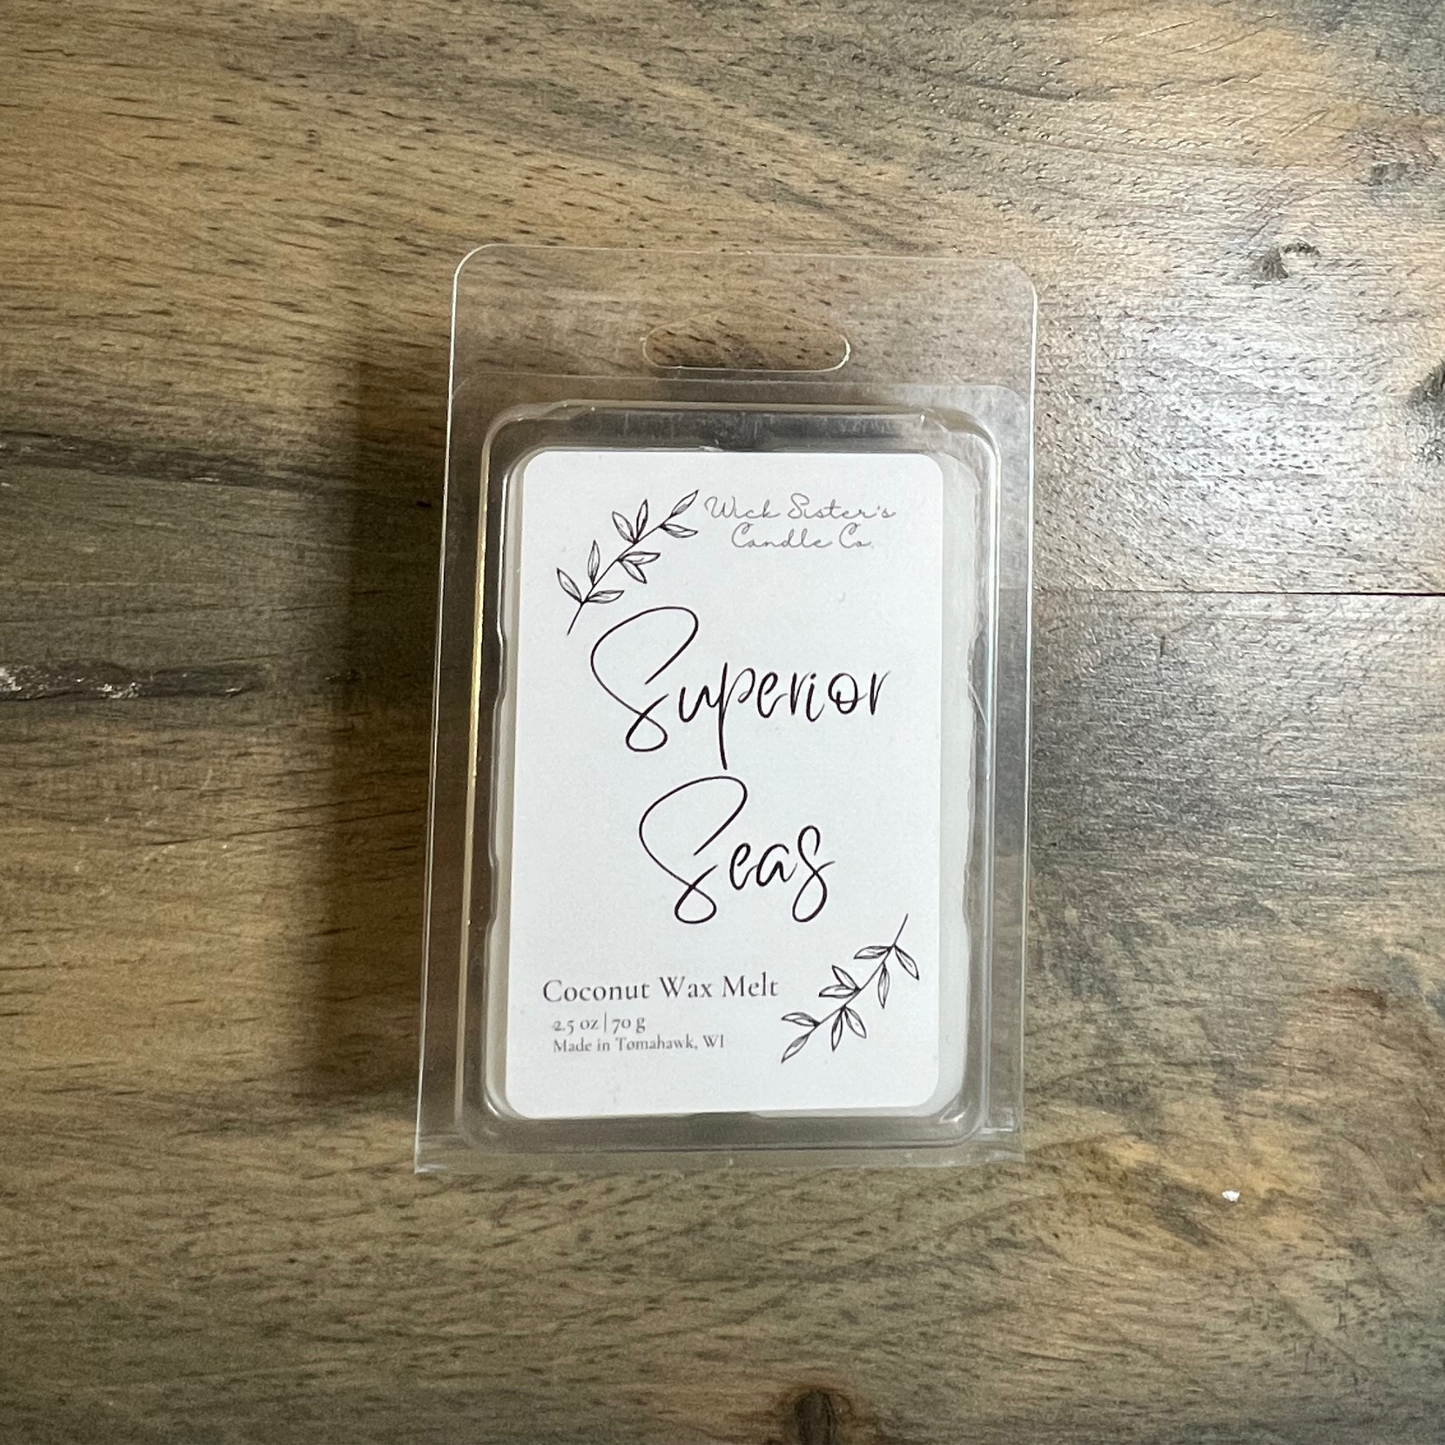 Wick Sister's
Candle Co.
Superior
Seas
Coconut Wax Melt
2.5 oz | 70 g
Made in Tomahawk, WI